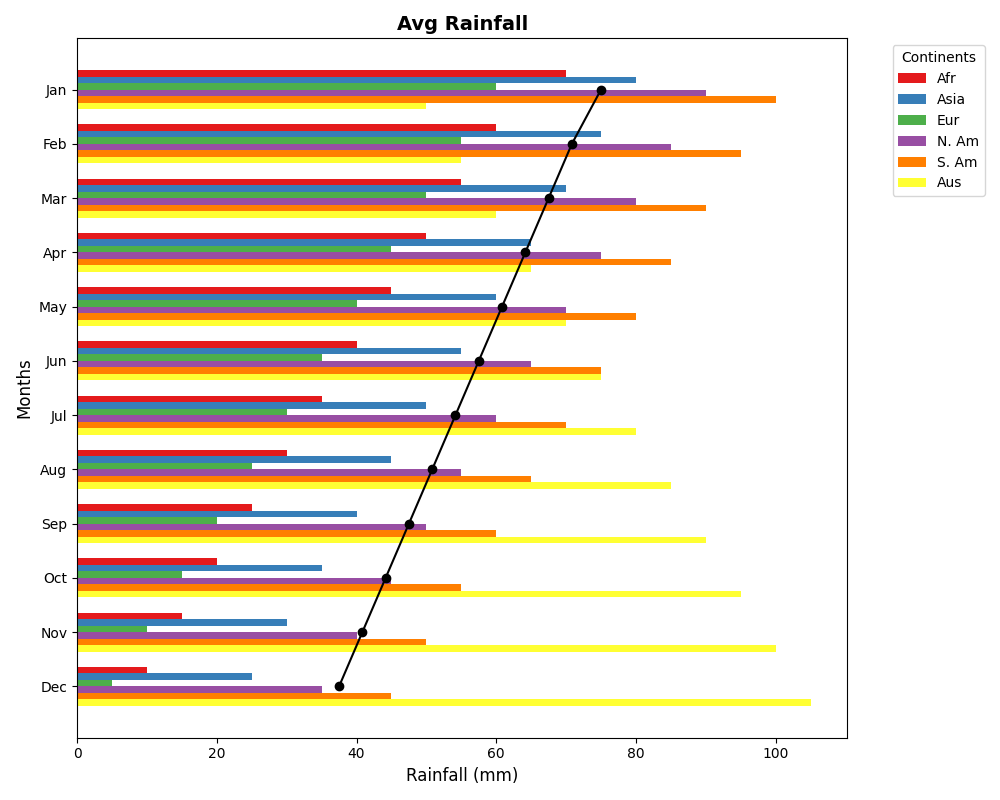 Avg Rainfall
Continents
Afr
Asia
Eur
N. Am
S. Am
Aus
Months
Jan
Feb
Mar
Apr
May
Jun
Jul
Aug
Sep
Oct
Nov
Dec
0 20 40 60 80 100
Rainfall (mm)